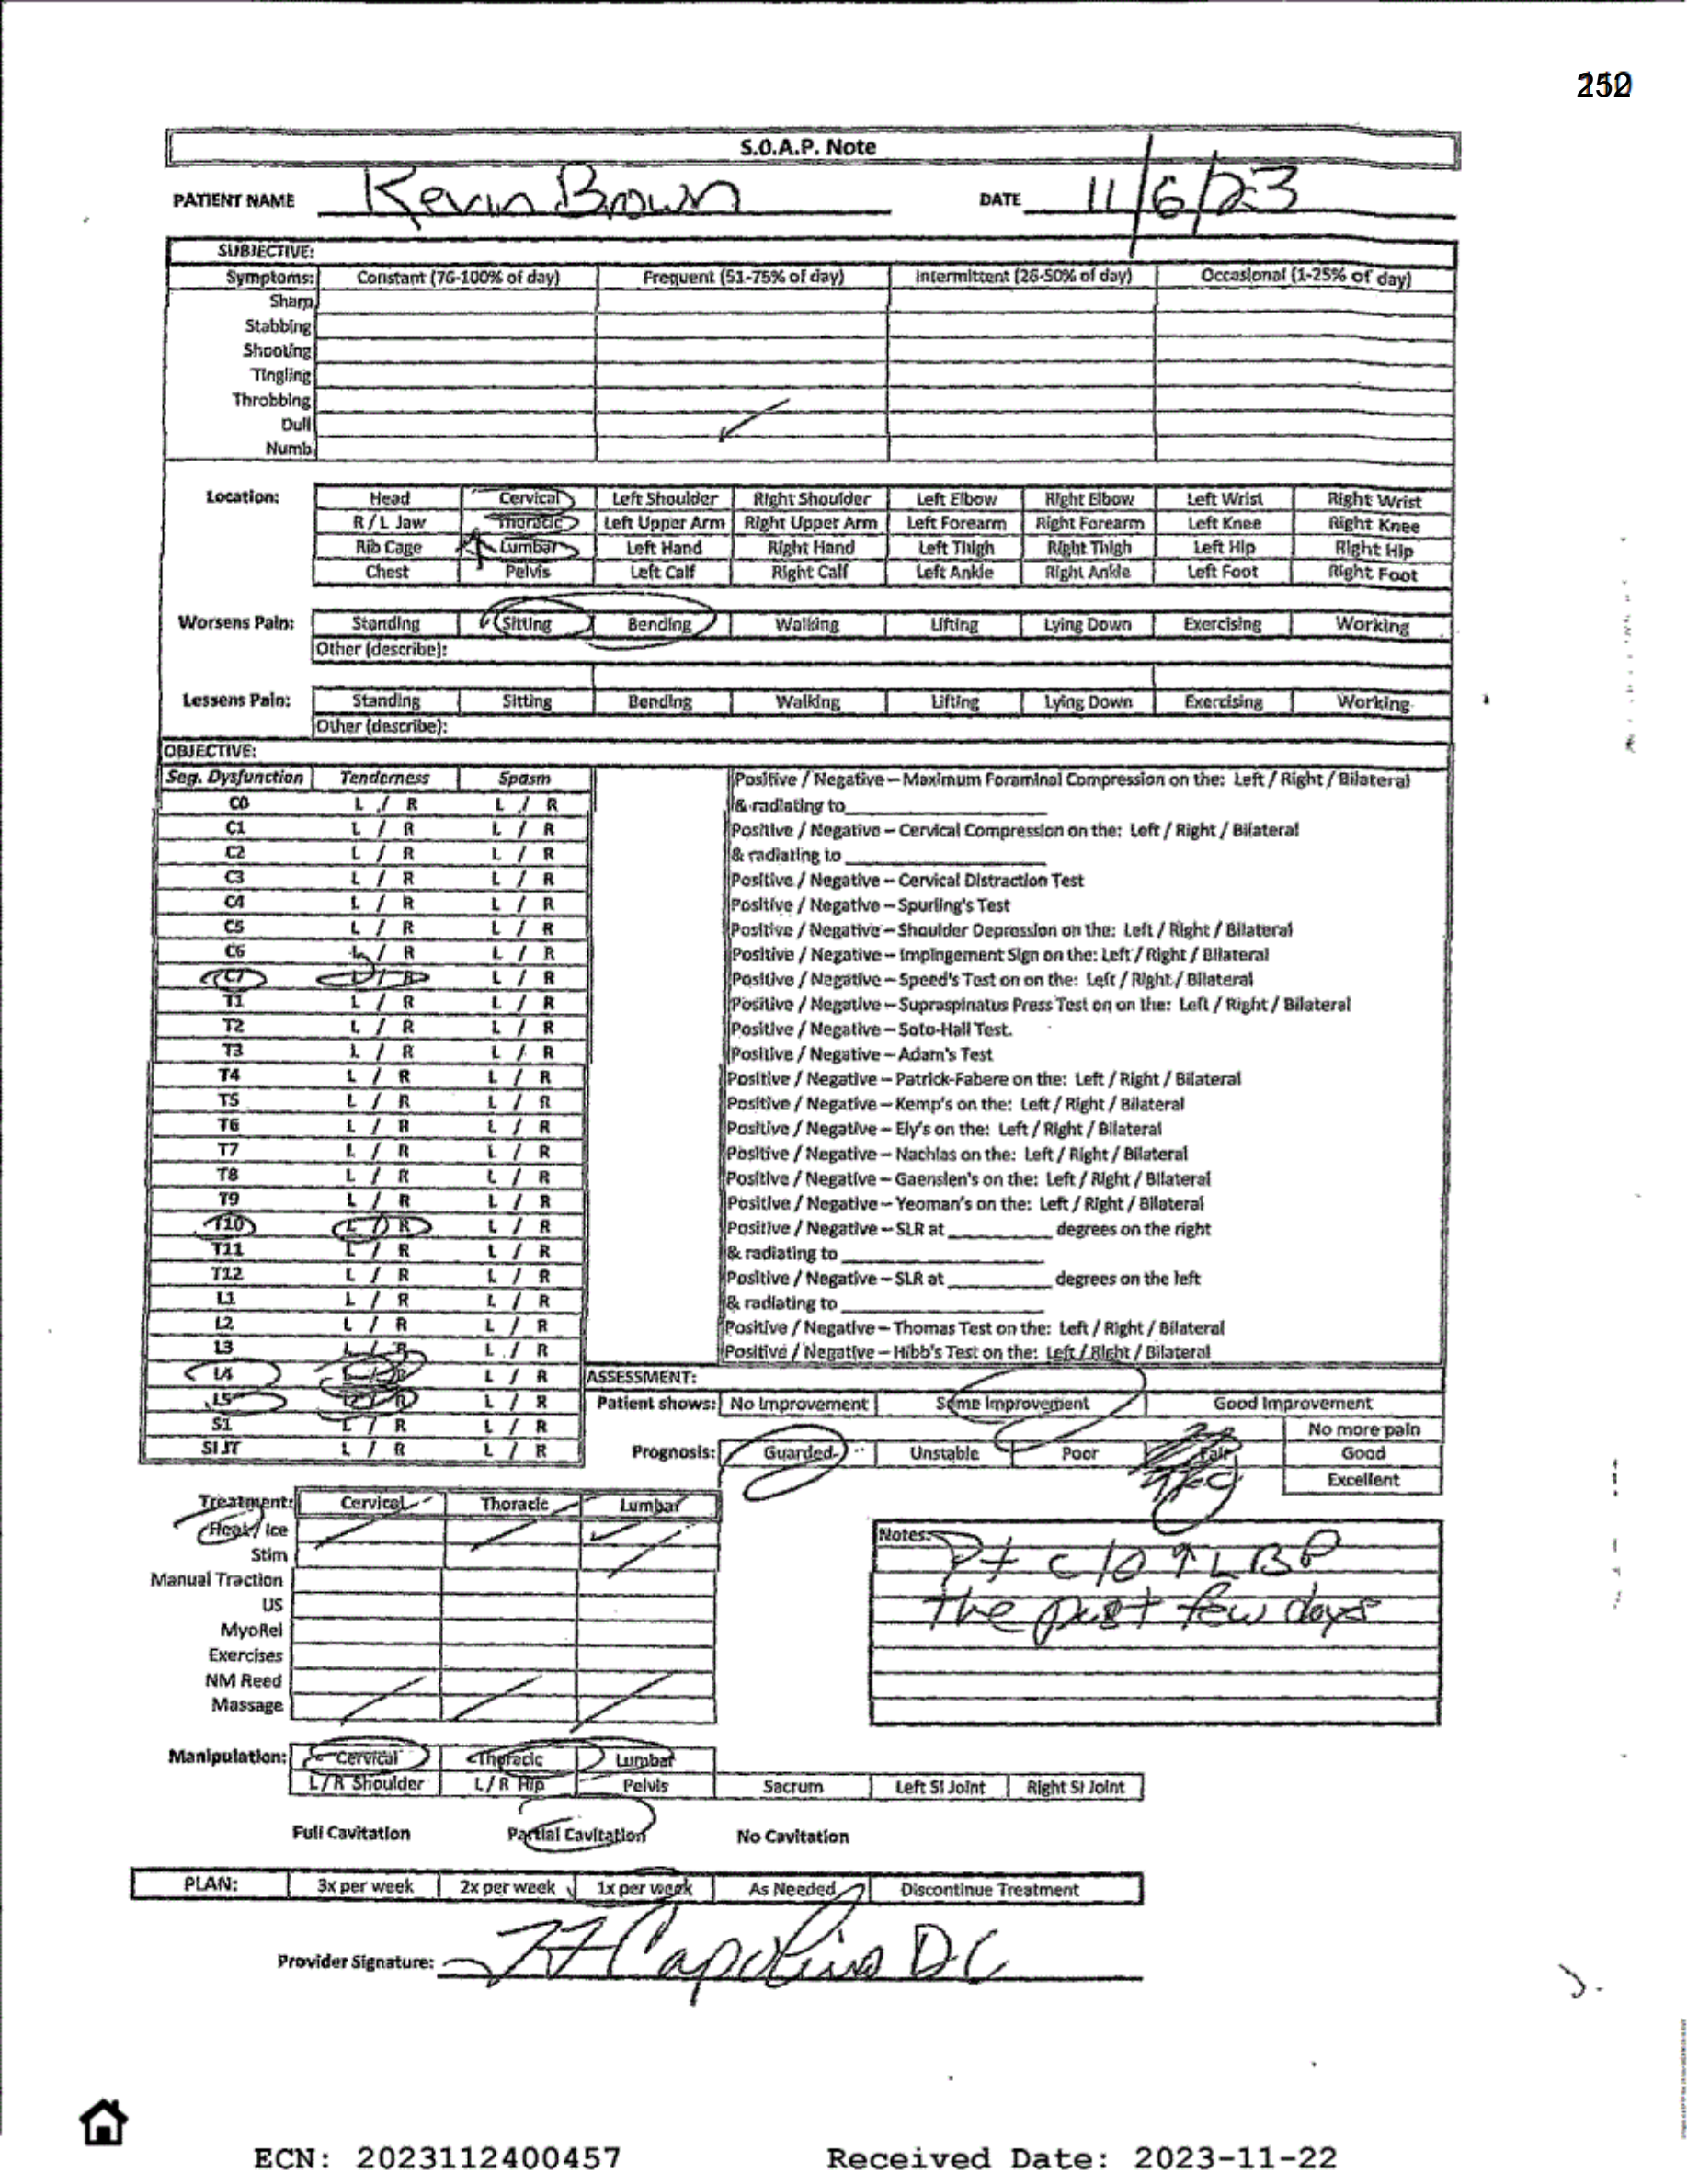 S.O.A.P. Note
PATIENT NAME Kevin Brown DATE 11/6/23
SUBJECTIVE:
Symptoms: Constant (76-100% of day) Frequent (51-75% of day) Intermittent (26-50% of day) Occasional (1-25% of day)
Sharp
Stabbing
Shooting
Tingling
Throbbing
Dull
Numb
Location: Head Cervical Left Shoulder Right Shoulder Left Elbow Right Elbow Left Wrist Right Wrist
R / L Jaw Thoracic Left Upper Arm Right Upper Arm Left Forearm Right Forearm Left Knee Right Knee
Rib Cage ↑ Lumbar Left Hand Right Hand Left Thigh Right Thigh Left Hip Right Hip
Chest Pelvis Left Calf Right Calf Left Ankle Right Ankle Left Foot Right Foot
Worsens Pain: Standing Sitting Bending Walking Lifting Lying Down Exercising Working
Other (describe):
Lessens Pain: Standing Sitting Bending Walking Lifting Lying Down Exercising Working
Other (describe):
OBJECTIVE:
Seg. Dysfunction Tenderness Spasm Positive / Negative – Maximum Foraminal Compression on the: Left / Right / Bilateral
C0 L / R L / R & radiating to
C1 L / R L / R Positive / Negative – Cervical Compression on the: Left / Right / Bilateral
C2 L / R L / R & radiating to
C3 L / R L / R Positive / Negative – Cervical Distraction Test
C4 L / R L / R Positive / Negative – Spurling's Test
C5 L / R L / R Positive / Negative – Shoulder Depression on the: Left / Right / Bilateral
C6 L / R L / R Positive / Negative – Impingement Sign on the: Left / Right / Bilateral
C7 L / R L / R Positive / Negative – Speed's Test on on the: Left / Right / Bilateral
T1 L / R L / R Positive / Negative – Supraspinatus Press Test on on the: Left / Right / Bilateral
T2 L / R L / R Positive / Negative – Soto-Hall Test.
T3 L / R L / R Positive / Negative – Adam's Test
T4 L / R L / R Positive / Negative – Patrick-Fabere on the: Left / Right / Bilateral
T5 L / R L / R Positive / Negative – Kemp's on the: Left / Right / Bilateral
T6 L / R L / R Positive / Negative – Ely's on the: Left / Right / Bilateral
T7 L / R L / R Positive / Negative – Nachlas on the: Left / Right / Bilateral
T8 L / R L / R Positive / Negative – Gaenslen's on the: Left / Right / Bilateral
T9 L / R L / R Positive / Negative – Yeoman's on the: Left / Right / Bilateral
T10 L / R L / R Positive / Negative – SLR at degrees on the right
T11 L / R L / R & radiating to
T12 L / R L / R Positive / Negative – SLR at degrees on the left
L1 L / R L / R & radiating to
L2 L / R L / R Positive / Negative – Thomas Test on the: Left / Right / Bilateral
L3 L / R L / R Positive / Negative – Hibb's Test on the: Left / Right / Bilateral
L4 L / R L / R ASSESSMENT:
L5 L / R L / R Patient shows: No Improvement Some Improvement Good Improvement
S1 L / R L / R No more pain
SI JT L / R L / R Prognosis: Guarded Unstable Poor Fair Good
Excellent
Treatment: Cervical Thoracic Lumbar
Heat / Ice
Stim
Manual Traction
US
MyoRel
Exercises
NM Reed
Massage
Notes: Pt c/o ↑ LBP
the past few days
Manipulation: Cervical Thoracic Lumbar
L / R Shoulder L / R Hip Pelvis Sacrum Left SI Joint Right SI Joint
Full Cavitation Partial Cavitation No Cavitation
PLAN: 3x per week 2x per week 1x per week As Needed Discontinue Treatment
Provider Signature: DC
ECN: 2023112400457 Received Date: 2023-11-22